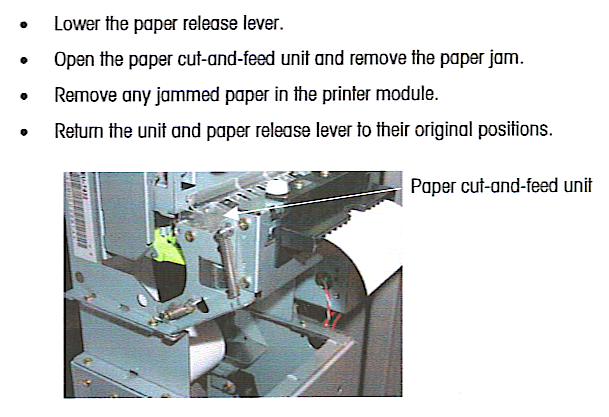 • Lower the paper release lever.
• Open the paper cut-and-feed unit and remove the paper jam.
• Remove any jammed paper in the printer module.
• Return the unit and paper release lever to their original positions.
Paper cut-and-feed unit